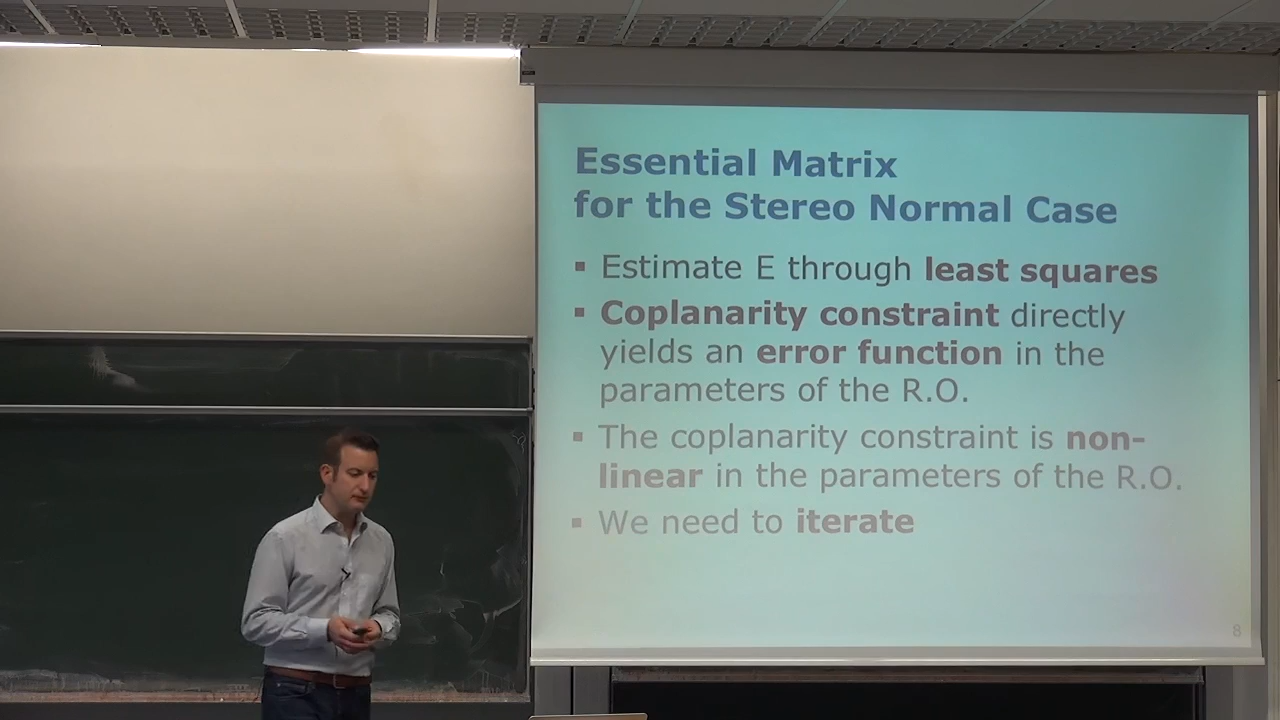 Essential Matrix
for the Stereo Normal Case
▪ Estimate E through least squares
▪ Coplanarity constraint directly
yields an error function in the
parameters of the R.O.
▪ The coplanarity constraint is non-
linear in the parameters of the R.O.
▪ We need to iterate
8